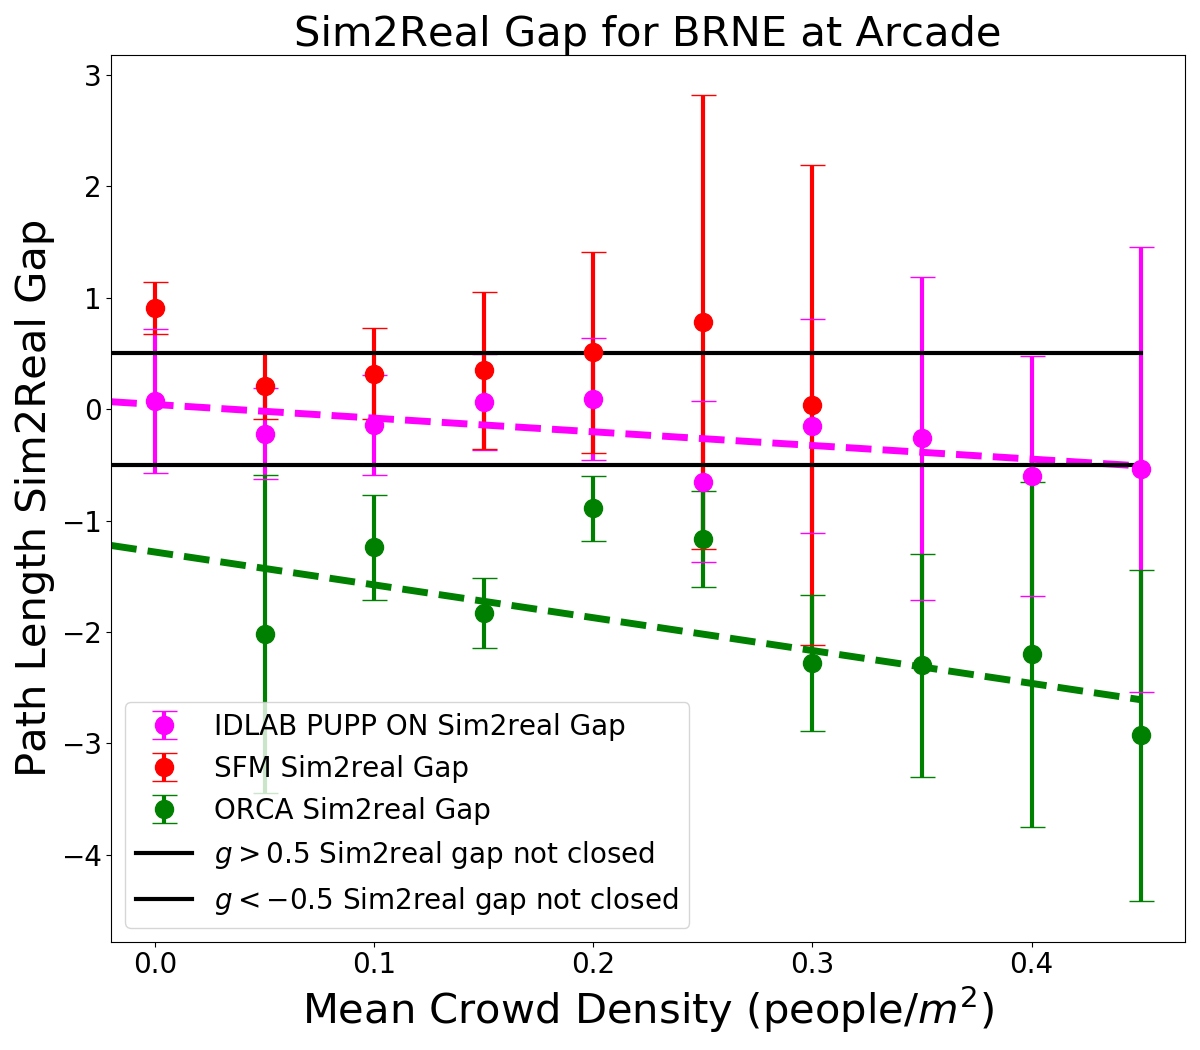 Sim2Real Gap for BRNE at Arcade
Path Length Sim2Real Gap
3
2
1
0
−1
−2
−3
−4
IDLAB PUPP ON Sim2real Gap
SFM Sim2real Gap
ORCA Sim2real Gap
g > 0.5 Sim2real gap not closed
g < −0.5 Sim2real gap not closed
0.0 0.1 0.2 0.3 0.4
Mean Crowd Density (people/m²)